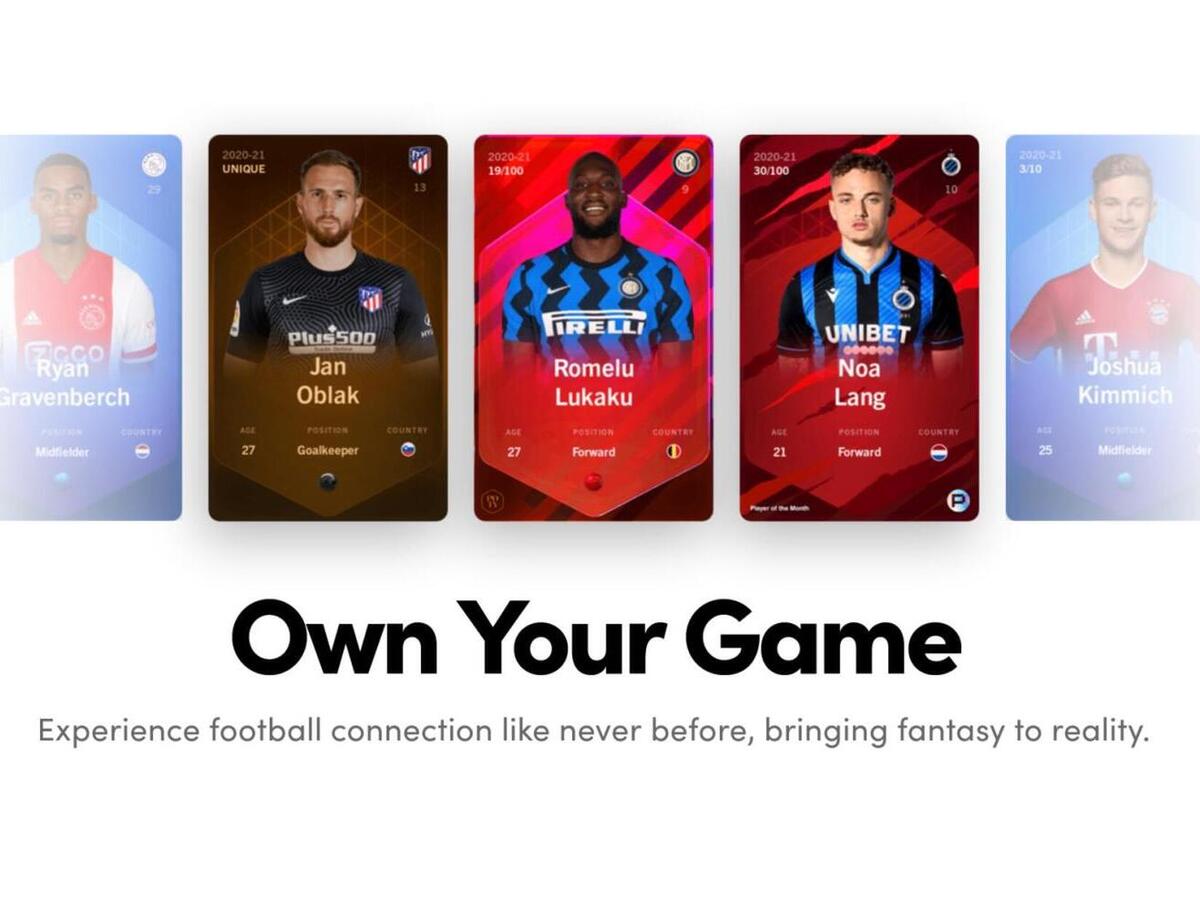 29
Ryan
Gravenberch
POSITION COUNTRY
Midfielder
2020-21
UNIQUE
13
Plus500
Jan
Oblak
AGE POSITION COUNTRY
27 Goalkeeper
2020-21
19/100
9
PIRELLI
Romelu
Lukaku
AGE POSITION COUNTRY
27 Forward
2020-21
30/100
10
UNIBET
Noa
Lang
AGE POSITION COUNTRY
21 Forward
Player of the Month
P
2020-21
3/10
T
Joshua
Kimmich
AGE POSITION
25 Midfielder
Own Your Game
Experience football connection like never before, bringing fantasy to reality.